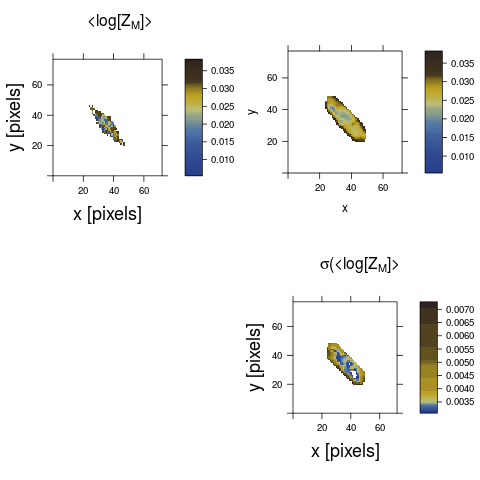 <log[Z_M]>
60
40
20
20 40 60
y [pixels]
x [pixels]
0.035
0.030
0.025
0.020
0.015
0.010
60
40
20
20 40 60
y
x
0.035
0.030
0.025
0.020
0.015
0.010
σ(<log[Z_M]>
60
40
20
20 40 60
y [pixels]
x [pixels]
0.0070
0.0065
0.0060
0.0055
0.0050
0.0045
0.0040
0.0035